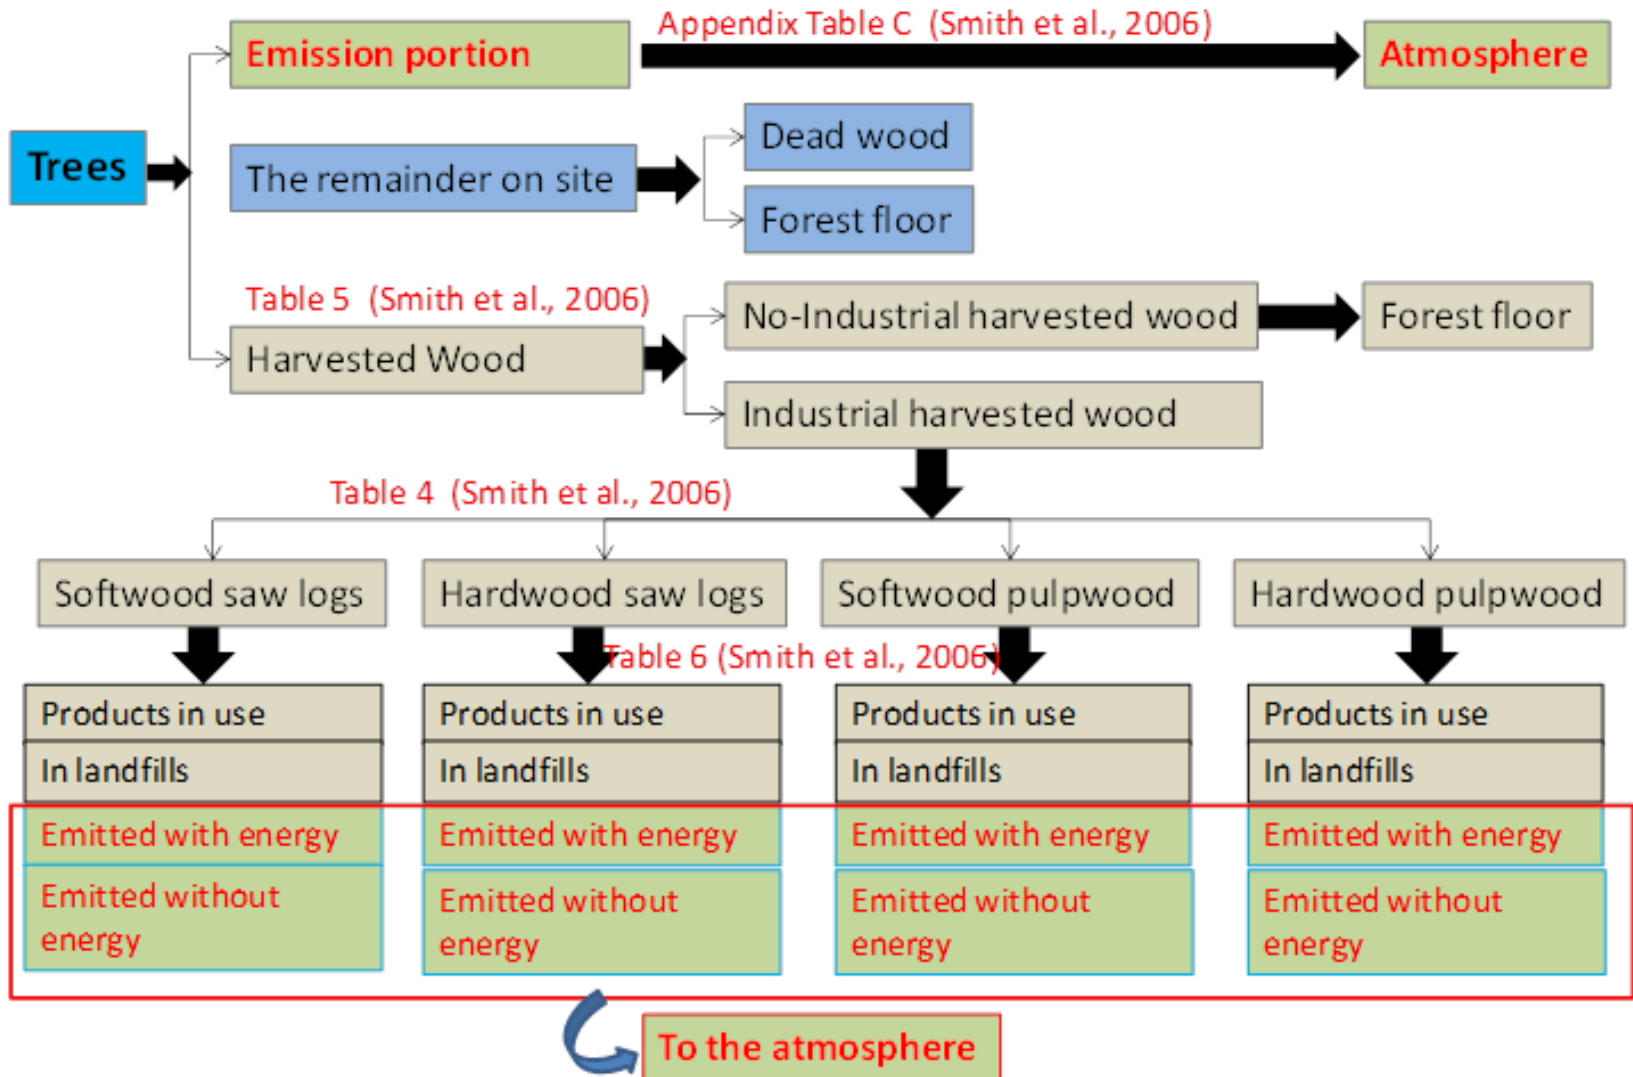 Appendix Table C  (Smith et al., 2006)
Emission portion
Atmosphere
Trees
The remainder on site
Dead wood
Forest floor
Table 5  (Smith et al., 2006)
Harvested Wood
No-Industrial harvested wood
Forest floor
Industrial harvested wood
Table 4  (Smith et al., 2006)
Softwood saw logs
Hardwood saw logs
Softwood pulpwood
Hardwood pulpwood
Table 6 (Smith et al., 2006)
Products in use
Products in use
Products in use
Products in use
In landfills
In landfills
In landfills
In landfills
Emitted with energy
Emitted with energy
Emitted with energy
Emitted with energy
Emitted without
energy
Emitted without
energy
Emitted without
energy
Emitted without
energy
To the atmosphere